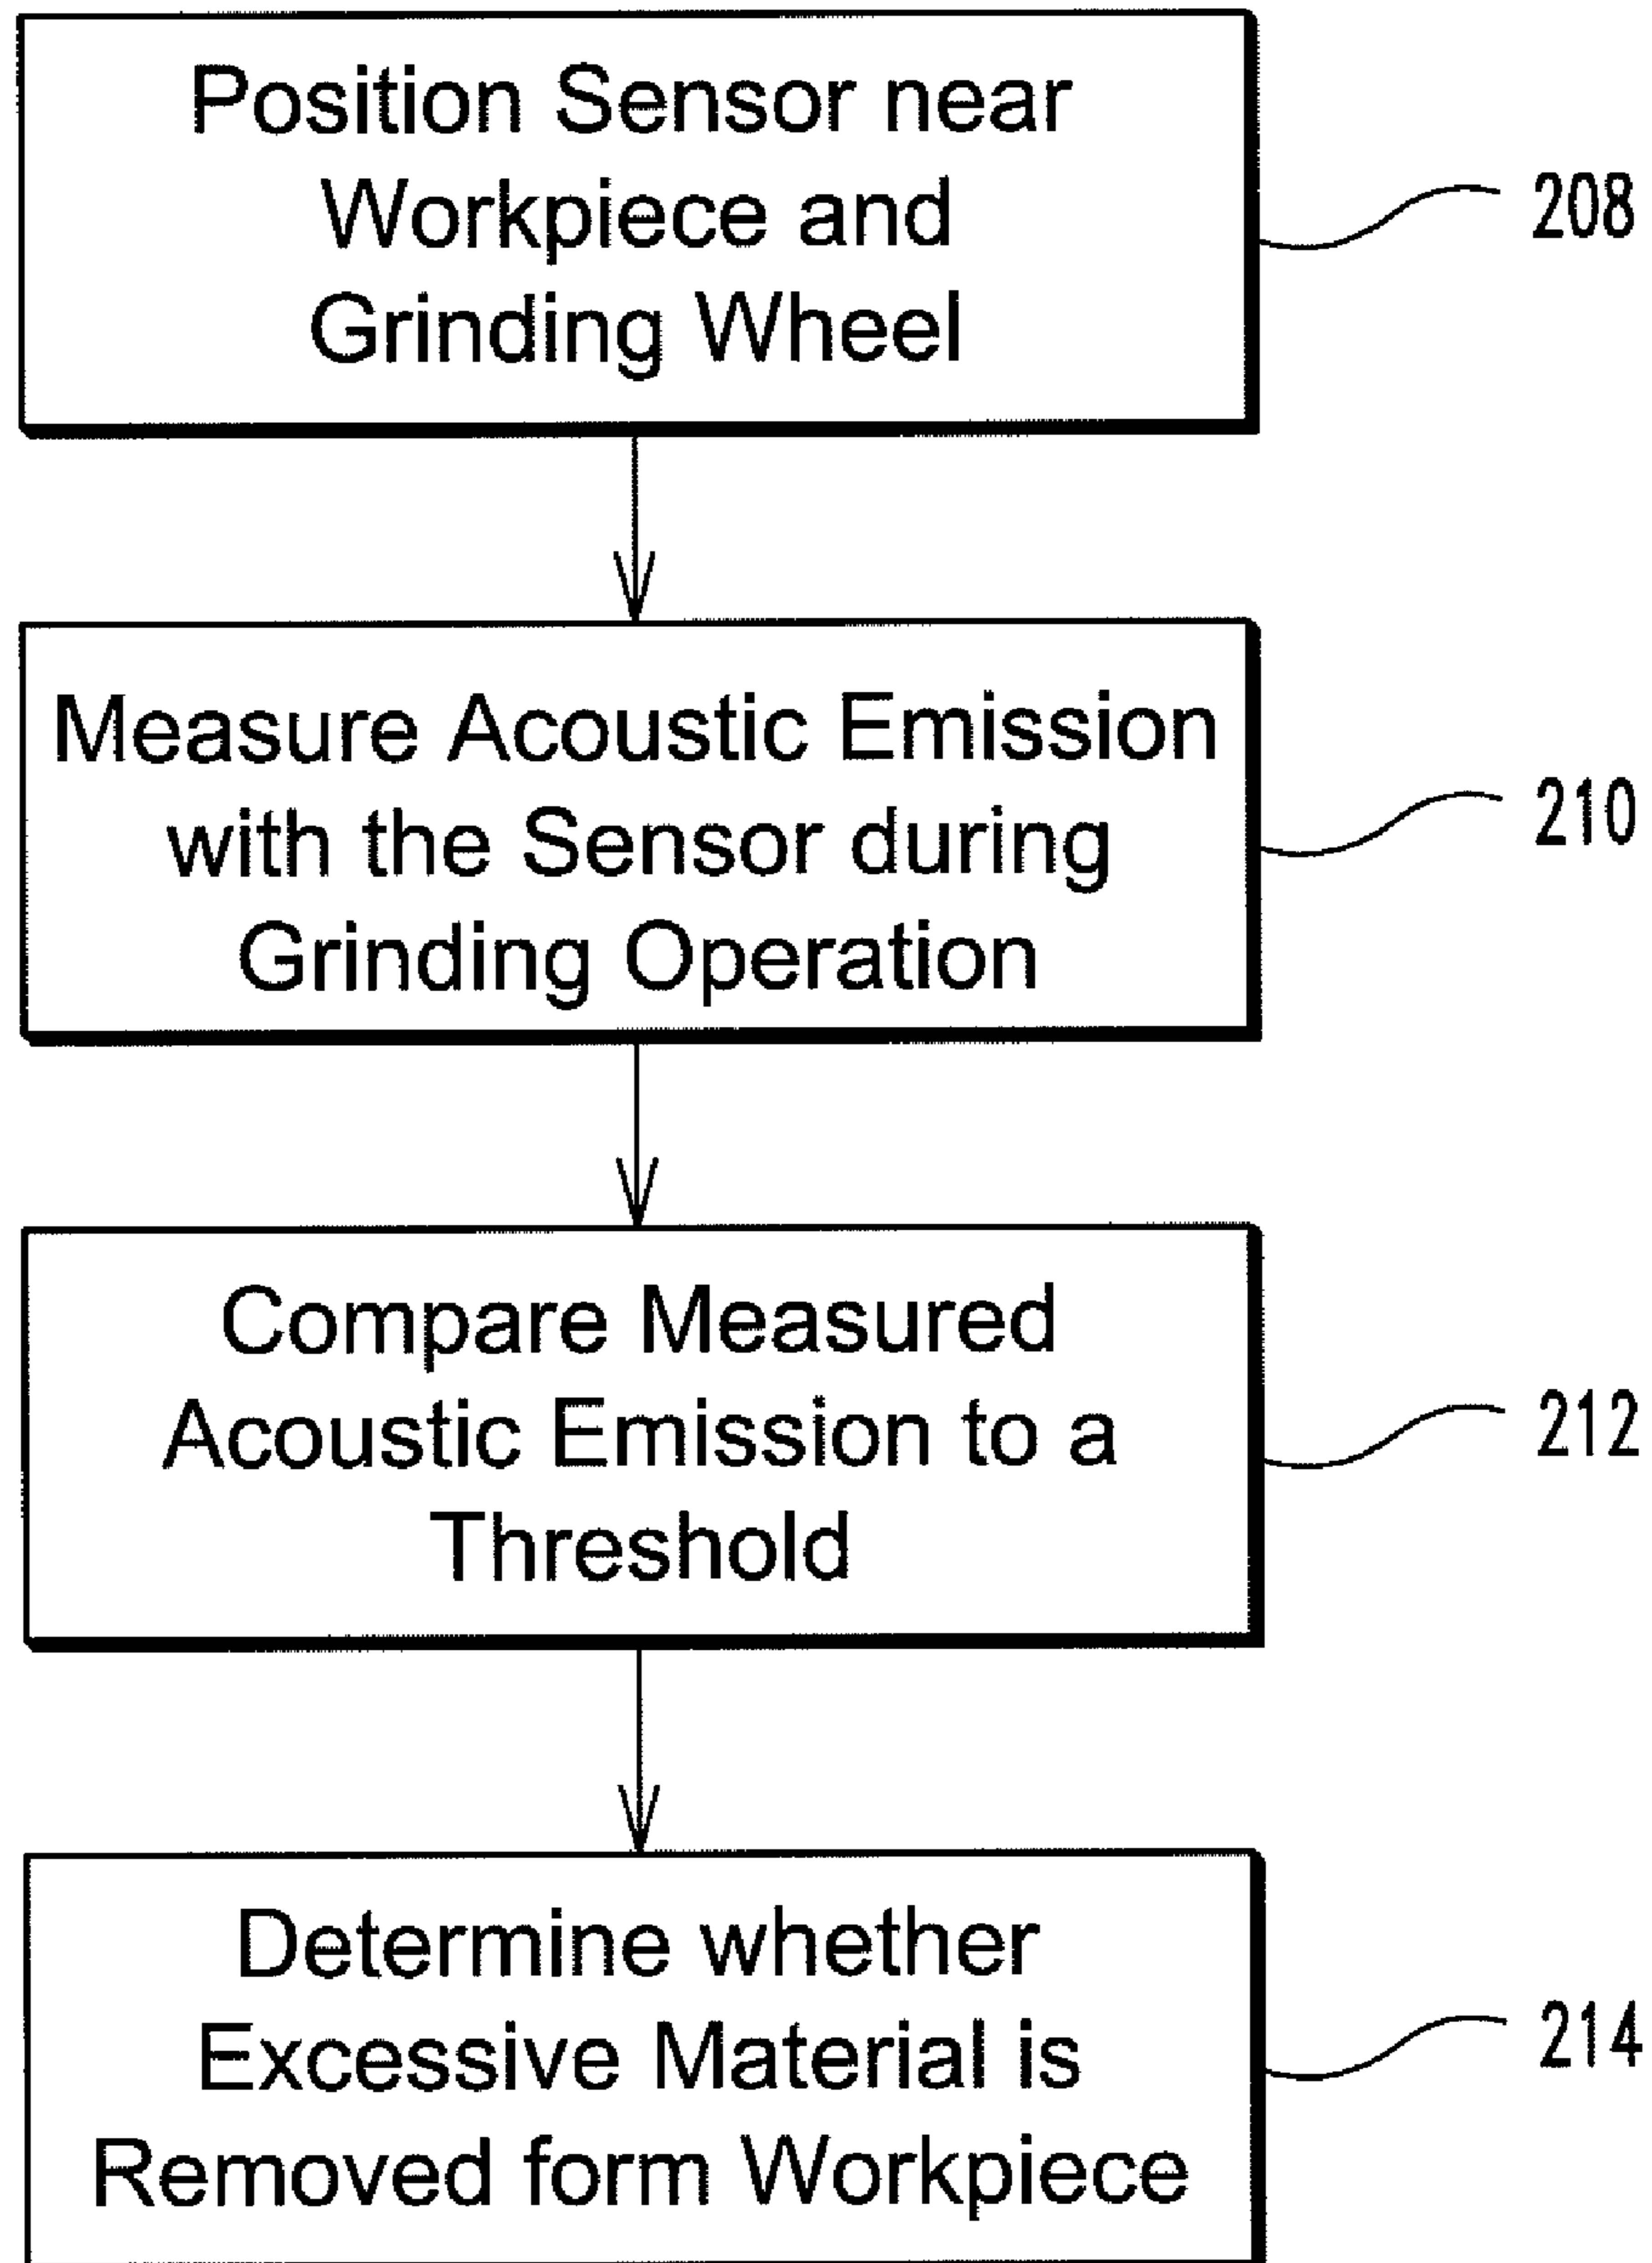 Position Sensor near
Workpiece and
Grinding Wheel
208
Measure Acoustic Emission
with the Sensor during
Grinding Operation
210
Compare Measured
Acoustic Emission to a
Threshold
212
Determine whether
Excessive Material is
Removed form Workpiece
214